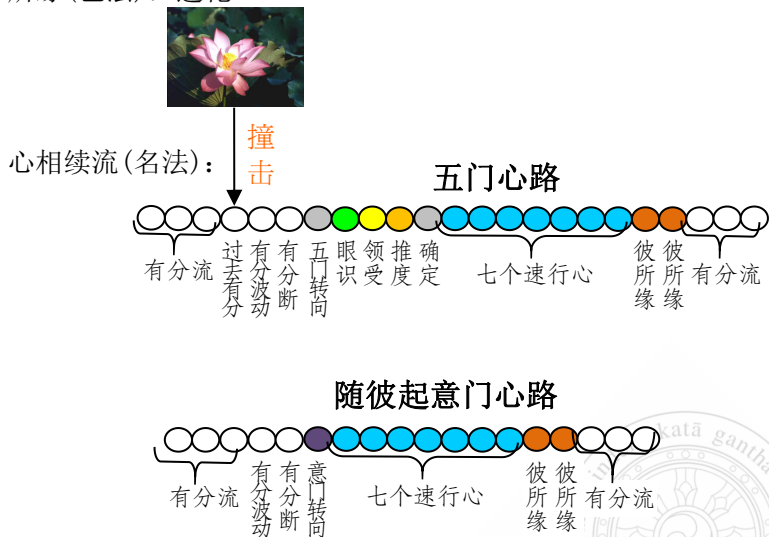 撞击
心相续流(名法)：
五门心路
有分流
过去有分
有分波动
有分断
五门转向
眼识
领受
推度
确定
七个速行心
彼所缘
彼所缘
有分流
随彼起意门心路
有分流
有分波动
有分断
意门转向
七个速行心
彼所缘
彼所缘
有分流
katā gantha